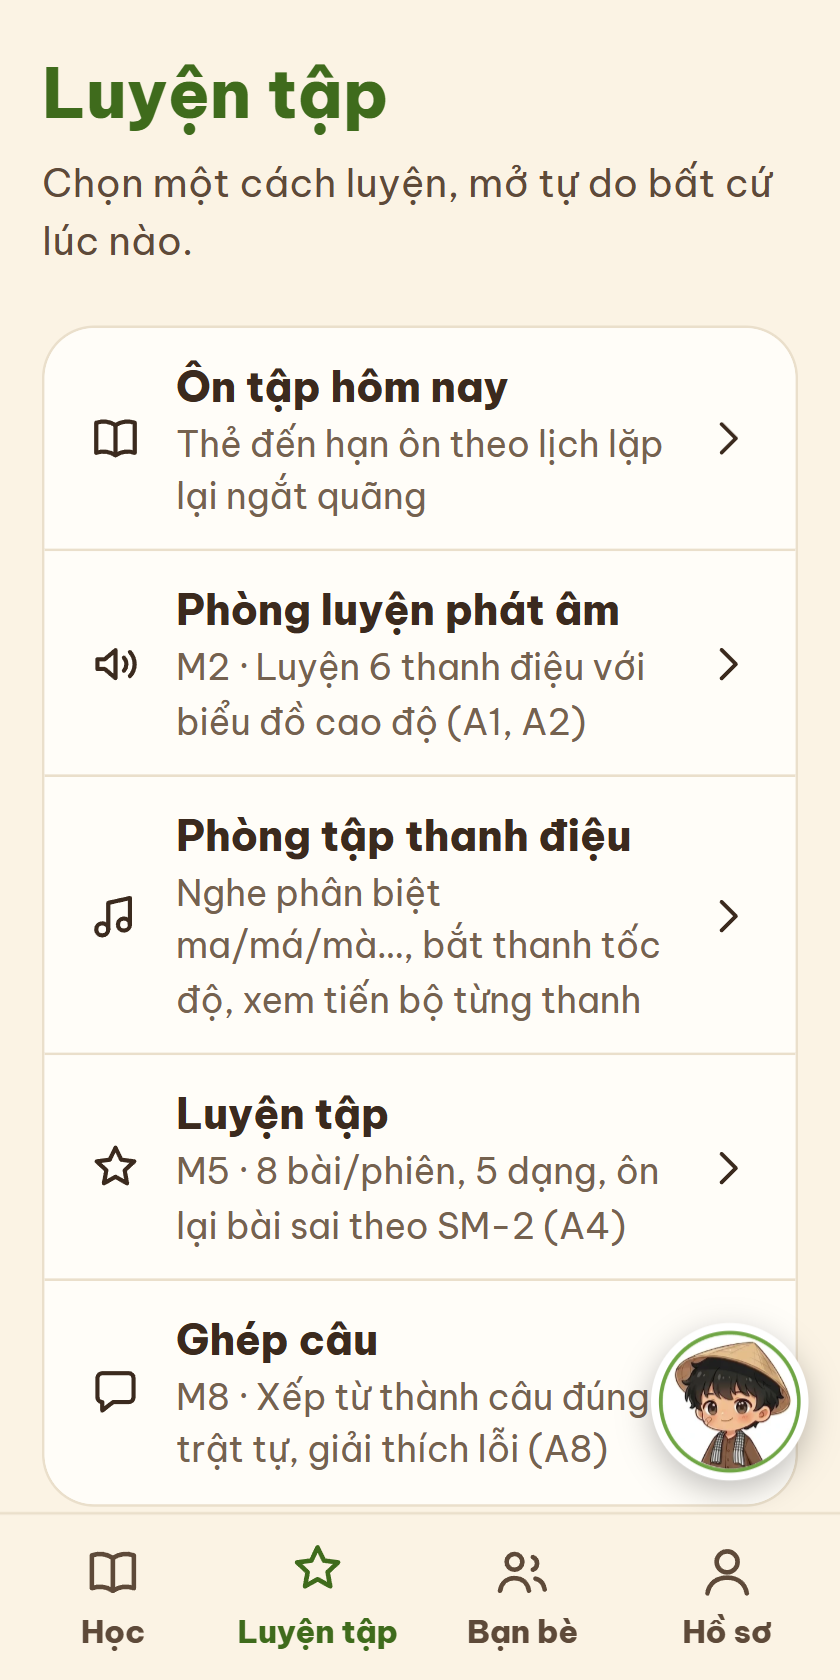 Luyện tập
Chọn một cách luyện, mở tự do bất cứ
lúc nào.
Ôn tập hôm nay
Thẻ đến hạn ôn theo lịch lặp
lại ngắt quãng
Phòng luyện phát âm
M2 · Luyện 6 thanh điệu với
biểu đồ cao độ (A1, A2)
Phòng tập thanh điệu
Nghe phân biệt
ma/má/mà..., bắt thanh tốc
độ, xem tiến bộ từng thanh
Luyện tập
M5 · 8 bài/phiên, 5 dạng, ôn
lại bài sai theo SM-2 (A4)
Ghép câu
M8 · Xếp từ thành câu đúng
trật tự, giải thích lỗi (A8)
Học
Luyện tập
Bạn bè
Hồ sơ